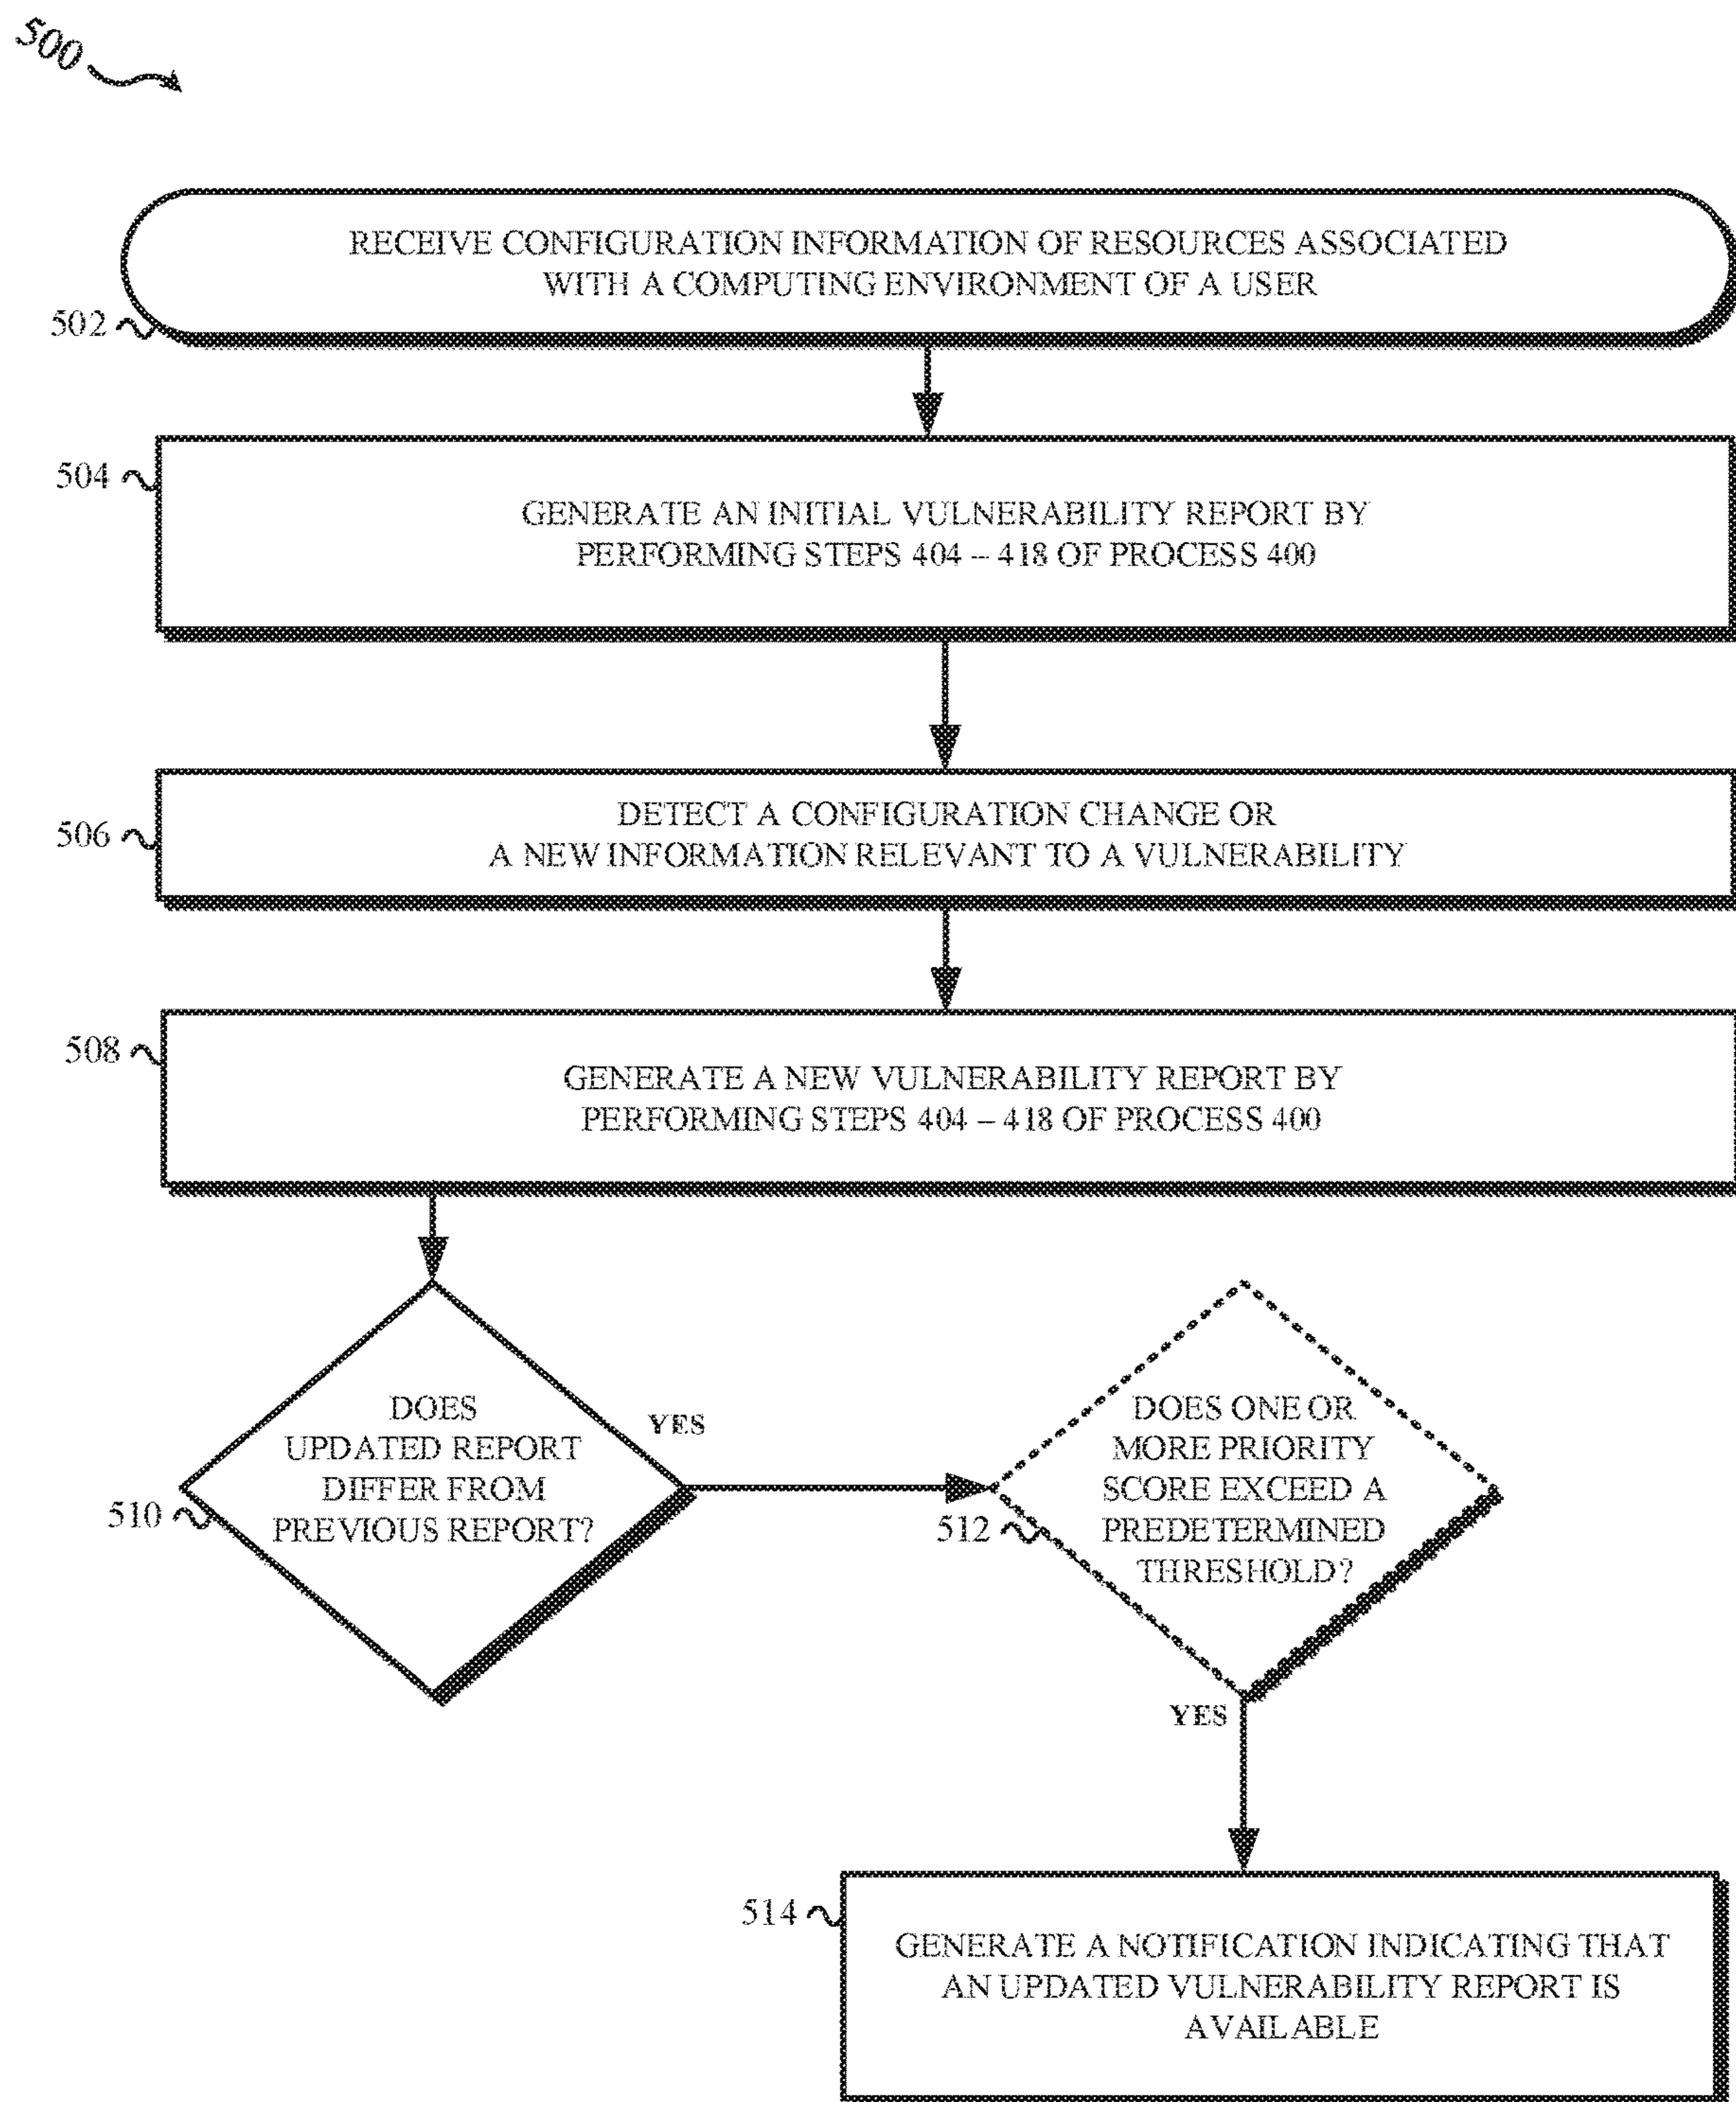 500
RECEIVE CONFIGURATION INFORMATION OF RESOURCES ASSOCIATED
WITH A COMPUTING ENVIRONMENT OF A USER
502
504
GENERATE AN INITIAL VULNERABILITY REPORT BY
PERFORMING STEPS 404 – 418 OF PROCESS 400
506
DETECT A CONFIGURATION CHANGE OR
A NEW INFORMATION RELEVANT TO A VULNERABILITY
508
GENERATE A NEW VULNERABILITY REPORT BY
PERFORMING STEPS 404 – 418 OF PROCESS 400
DOES
UPDATED REPORT
DIFFER FROM
PREVIOUS REPORT?
510
YES
DOES ONE OR
MORE PRIORITY
SCORE EXCEED A
PREDETERMINED
THRESHOLD?
512
YES
514
GENERATE A NOTIFICATION INDICATING THAT
AN UPDATED VULNERABILITY REPORT IS
AVAILABLE